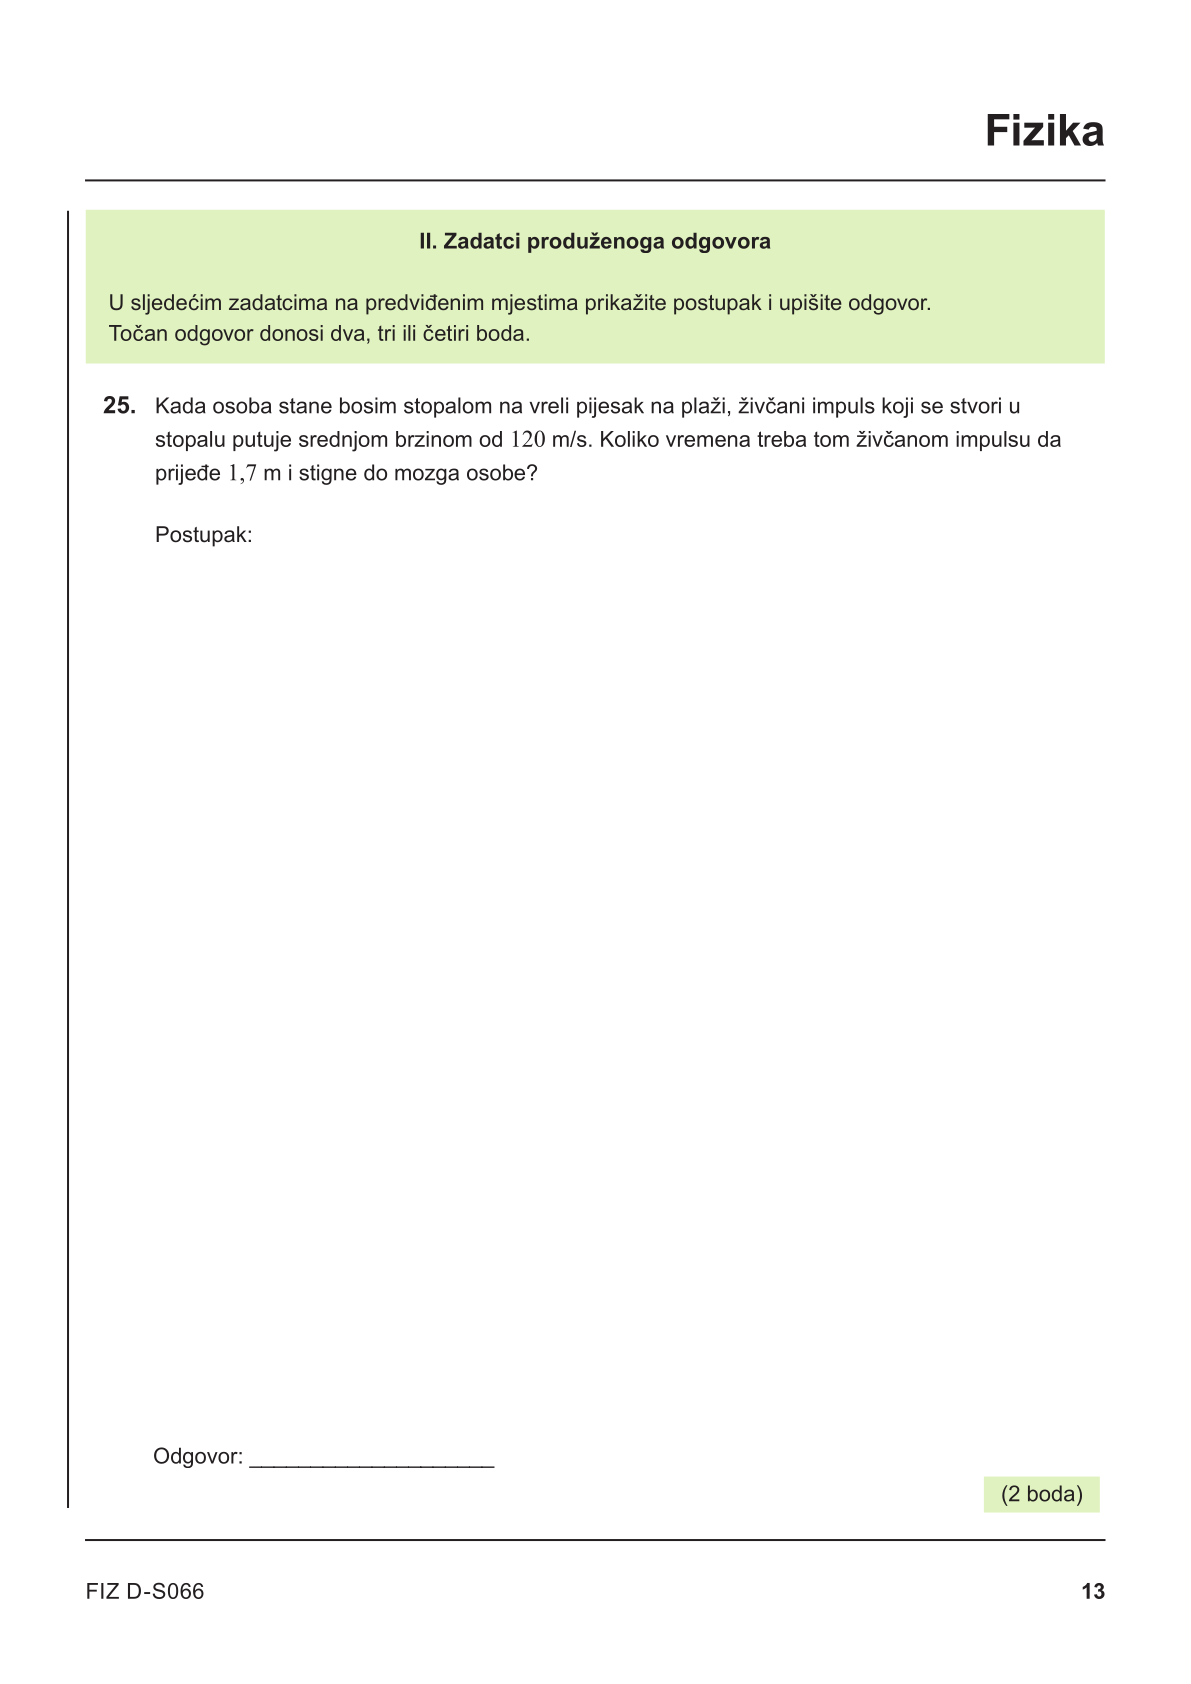 Fizika
II. Zadatci produženoga odgovora
U sljedećim zadatcima na predviđenim mjestima prikažite postupak i upišite odgovor.
Točan odgovor donosi dva, tri ili četiri boda.
25. Kada osoba stane bosim stopalom na vreli pijesak na plaži, živčani impuls koji se stvori u
stopalu putuje srednjom brzinom od 120 m/s. Koliko vremena treba tom živčanom impulsu da
prijeđe 1,7 m i stigne do mozga osobe?
Postupak:
Odgovor: ____________________
(2 boda)
FIZ D-S066
13